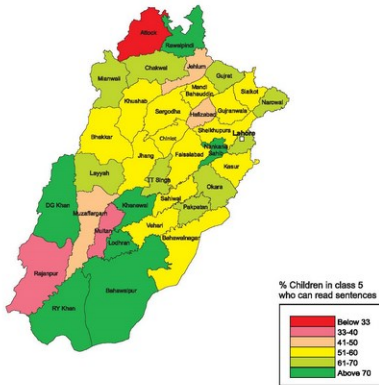 Attock
Rawalpindi
Chakwal
Jehlum
Gujrat
Mianwali
Mandi
Bahauddin
Sialkot
Khushab
Sargodha
Hafizabad
Gujranwala
Narowal
Sheikhupura
Lahore
Bhakkar
Chiniot
Nankana
Sahib
Jhang
Faisalabad
Kasur
Layyah
TT Singh
Okara
Sahiwal
DG Khan
Khanewal
Pakpatan
Muzaffargarh
Multan
Vehari
Bahawalnagar
Lodhran
Rajanpur
Bahawalpur
RY Khan
% Children in class 5
who can read sentences
Below 33
33-40
41-50
51-60
61-70
Above 70